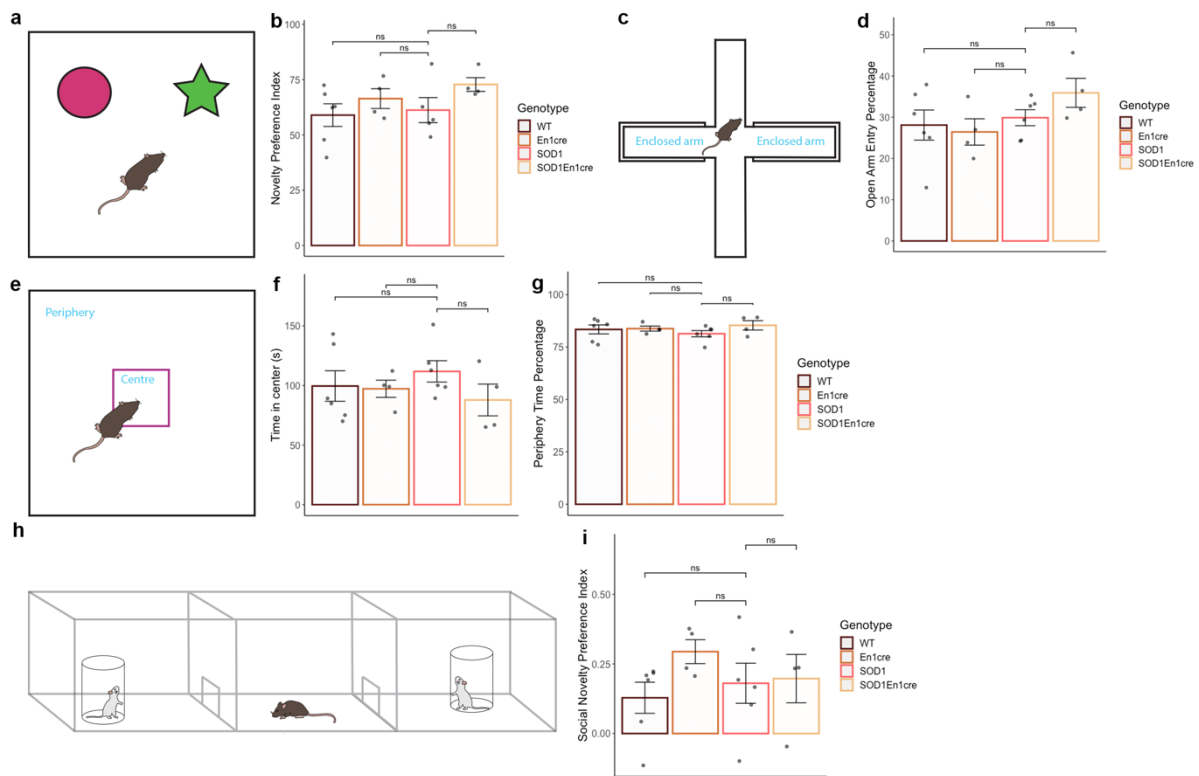 a
b
100
75
50
25
0
Novelty Preference Index
ns
ns
ns
Genotype
WT
En1cre
SOD1
SOD1En1cre
c
Enclosed arm
Enclosed arm
d
50
40
30
20
10
0
Open Arm Entry Percentage
ns
ns
ns
Genotype
WT
En1cre
SOD1
SOD1En1cre
e
Periphery
Centre
f
150
100
50
0
Time in center (s)
ns
ns
ns
g
100
75
50
25
0
Periphery Time Percentage
ns
ns
ns
Genotype
WT
En1cre
SOD1
SOD1En1cre
h
i
0.50
0.25
0.00
Social Novelty Preference Index
ns
ns
ns
Genotype
WT
En1cre
SOD1
SOD1En1cre